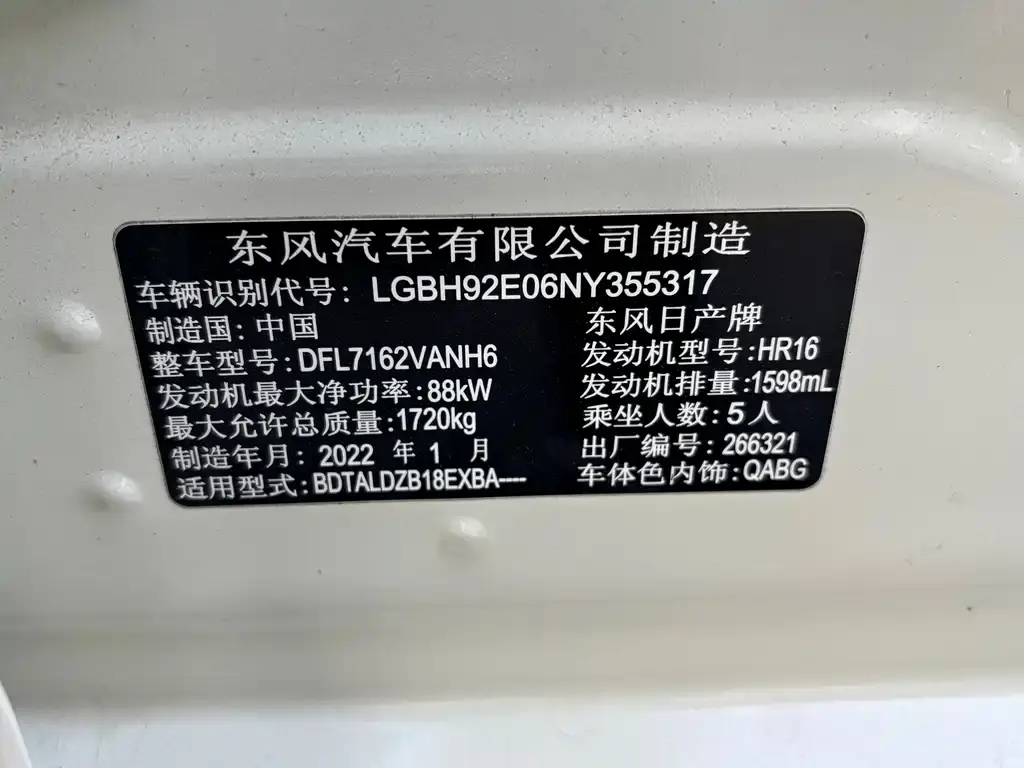 东风汽车有限公司制造
车辆识别代号: LGBH92E06NY355317
制造国: 中国 东风日产牌
整车型号:DFL7162VANH6 发动机型号:HR16
发动机最大净功率:88kW 发动机排量:1598mL
最大允许总质量:1720kg 乘坐人数:5人
制造年月: 2022 年 1 月 出厂编号:266321
适用型式:BDTALDZB18EXBA---- 车体色内饰:QABG